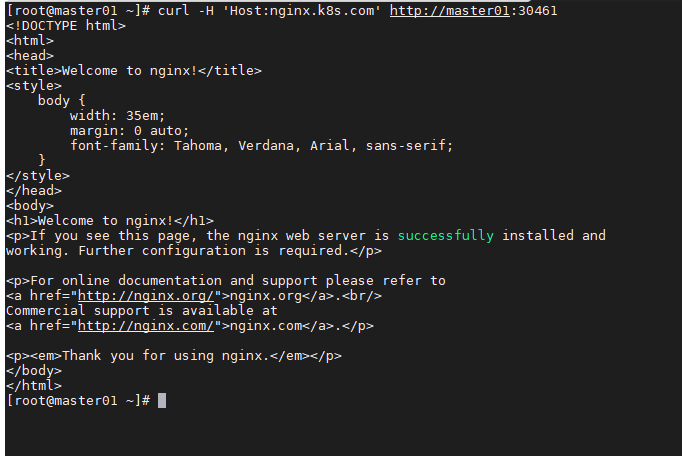 [root@master01 ~]# curl -H 'Host:nginx.k8s.com' http://master01:30461
<!DOCTYPE html>
<html>
<head>
<title>Welcome to nginx!</title>
<style>
    body {
        width: 35em;
        margin: 0 auto;
        font-family: Tahoma, Verdana, Arial, sans-serif;
    }
</style>
</head>
<body>
<h1>Welcome to nginx!</h1>
<p>If you see this page, the nginx web server is successfully installed and
working. Further configuration is required.</p>

<p>For online documentation and support please refer to
<a href="http://nginx.org/">nginx.org</a>.<br/>
Commercial support is available at
<a href="http://nginx.com/">nginx.com</a>.</p>

<p><em>Thank you for using nginx.</em></p>
</body>
</html>
[root@master01 ~]#